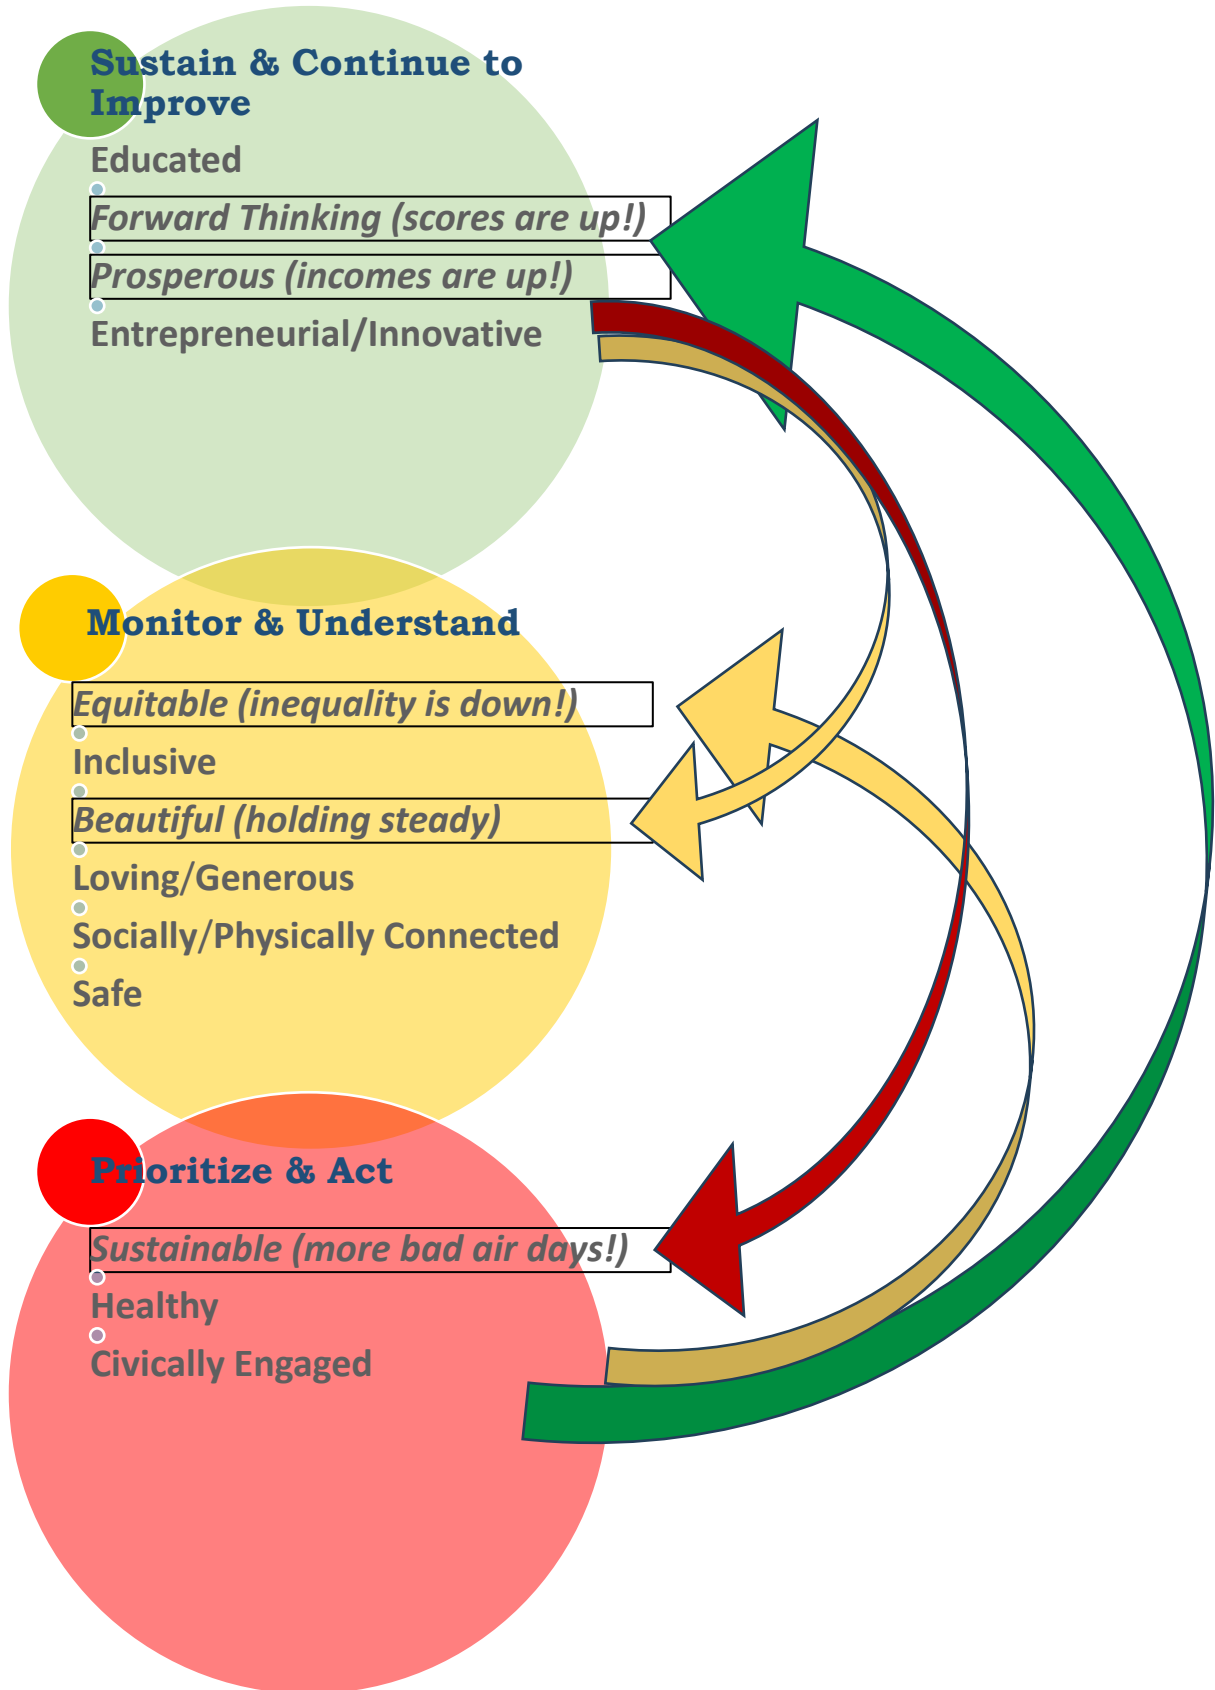 Sustain & Continue to
Improve
Educated
Forward Thinking (scores are up!)
Prosperous (incomes are up!)
Entrepreneurial/Innovative
Monitor & Understand
Equitable (inequality is down!)
Inclusive
Beautiful (holding steady)
Loving/Generous
Socially/Physically Connected
Safe
Prioritize & Act
Sustainable (more bad air days!)
Healthy
Civically Engaged